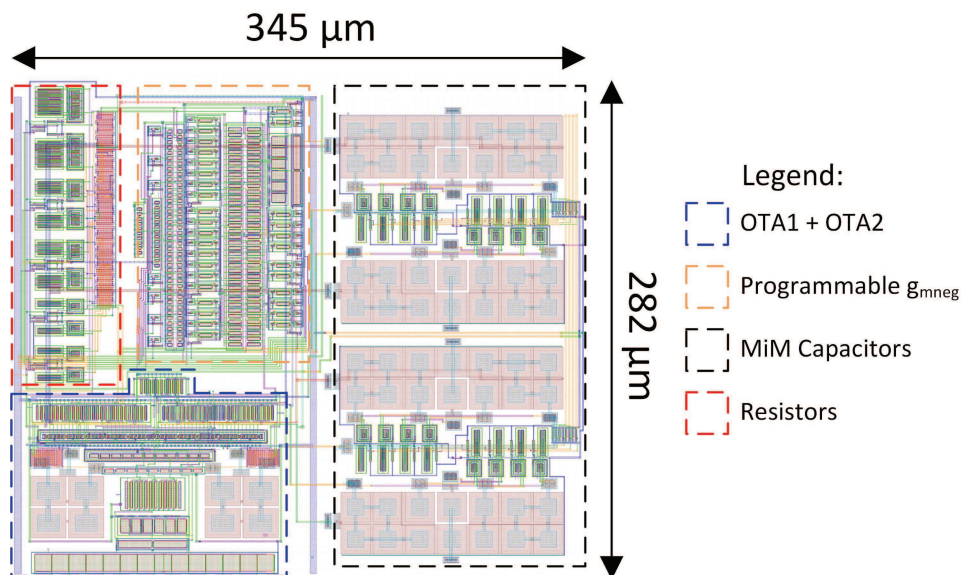 345 µm
282 µm
Legend:
OTA1 + OTA2
Programmable gmneg
MiM Capacitors
Resistors